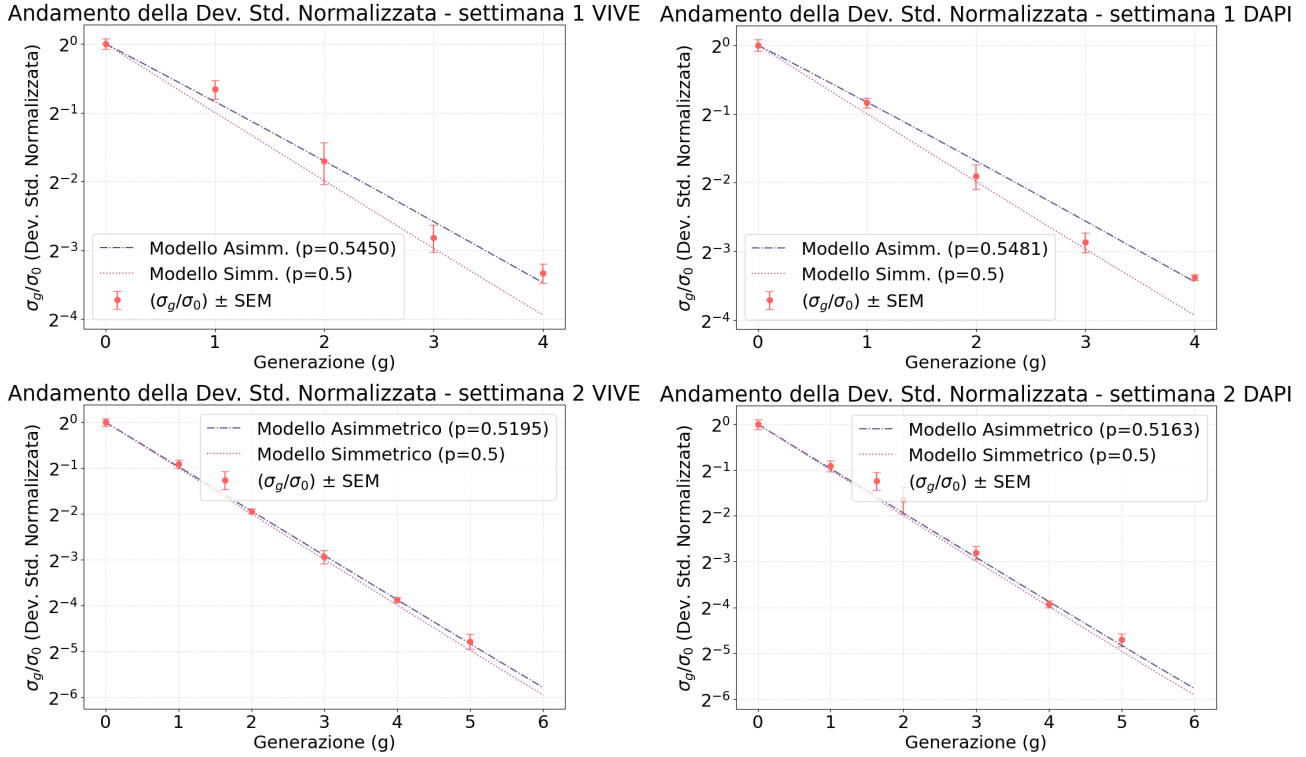 Andamento della Dev. Std. Normalizzata - settimana 1 VIVE
σg/σ0 (Dev. Std. Normalizzata)
2^0
2^-1
2^-2
2^-3
2^-4
Modello Asimm. (p=0.5450)
Modello Simm. (p=0.5)
(σg/σ0) ± SEM
0 1 2 3 4
Generazione (g)
Andamento della Dev. Std. Normalizzata - settimana 1 DAPI
σg/σ0 (Dev. Std. Normalizzata)
2^0
2^-1
2^-2
2^-3
2^-4
Modello Asimm. (p=0.5481)
Modello Simm. (p=0.5)
(σg/σ0) ± SEM
0 1 2 3 4
Generazione (g)
Andamento della Dev. Std. Normalizzata - settimana 2 VIVE
σg/σ0 (Dev. Std. Normalizzata)
2^0
2^-1
2^-2
2^-3
2^-4
2^-5
2^-6
Modello Asimmetrico (p=0.5195)
Modello Simmetrico (p=0.5)
(σg/σ0) ± SEM
0 1 2 3 4 5 6
Generazione (g)
Andamento della Dev. Std. Normalizzata - settimana 2 DAPI
σg/σ0 (Dev. Std. Normalizzata)
2^0
2^-1
2^-2
2^-3
2^-4
2^-5
2^-6
Modello Asimmetrico (p=0.5163)
Modello Simmetrico (p=0.5)
(σg/σ0) ± SEM
0 1 2 3 4 5 6
Generazione (g)